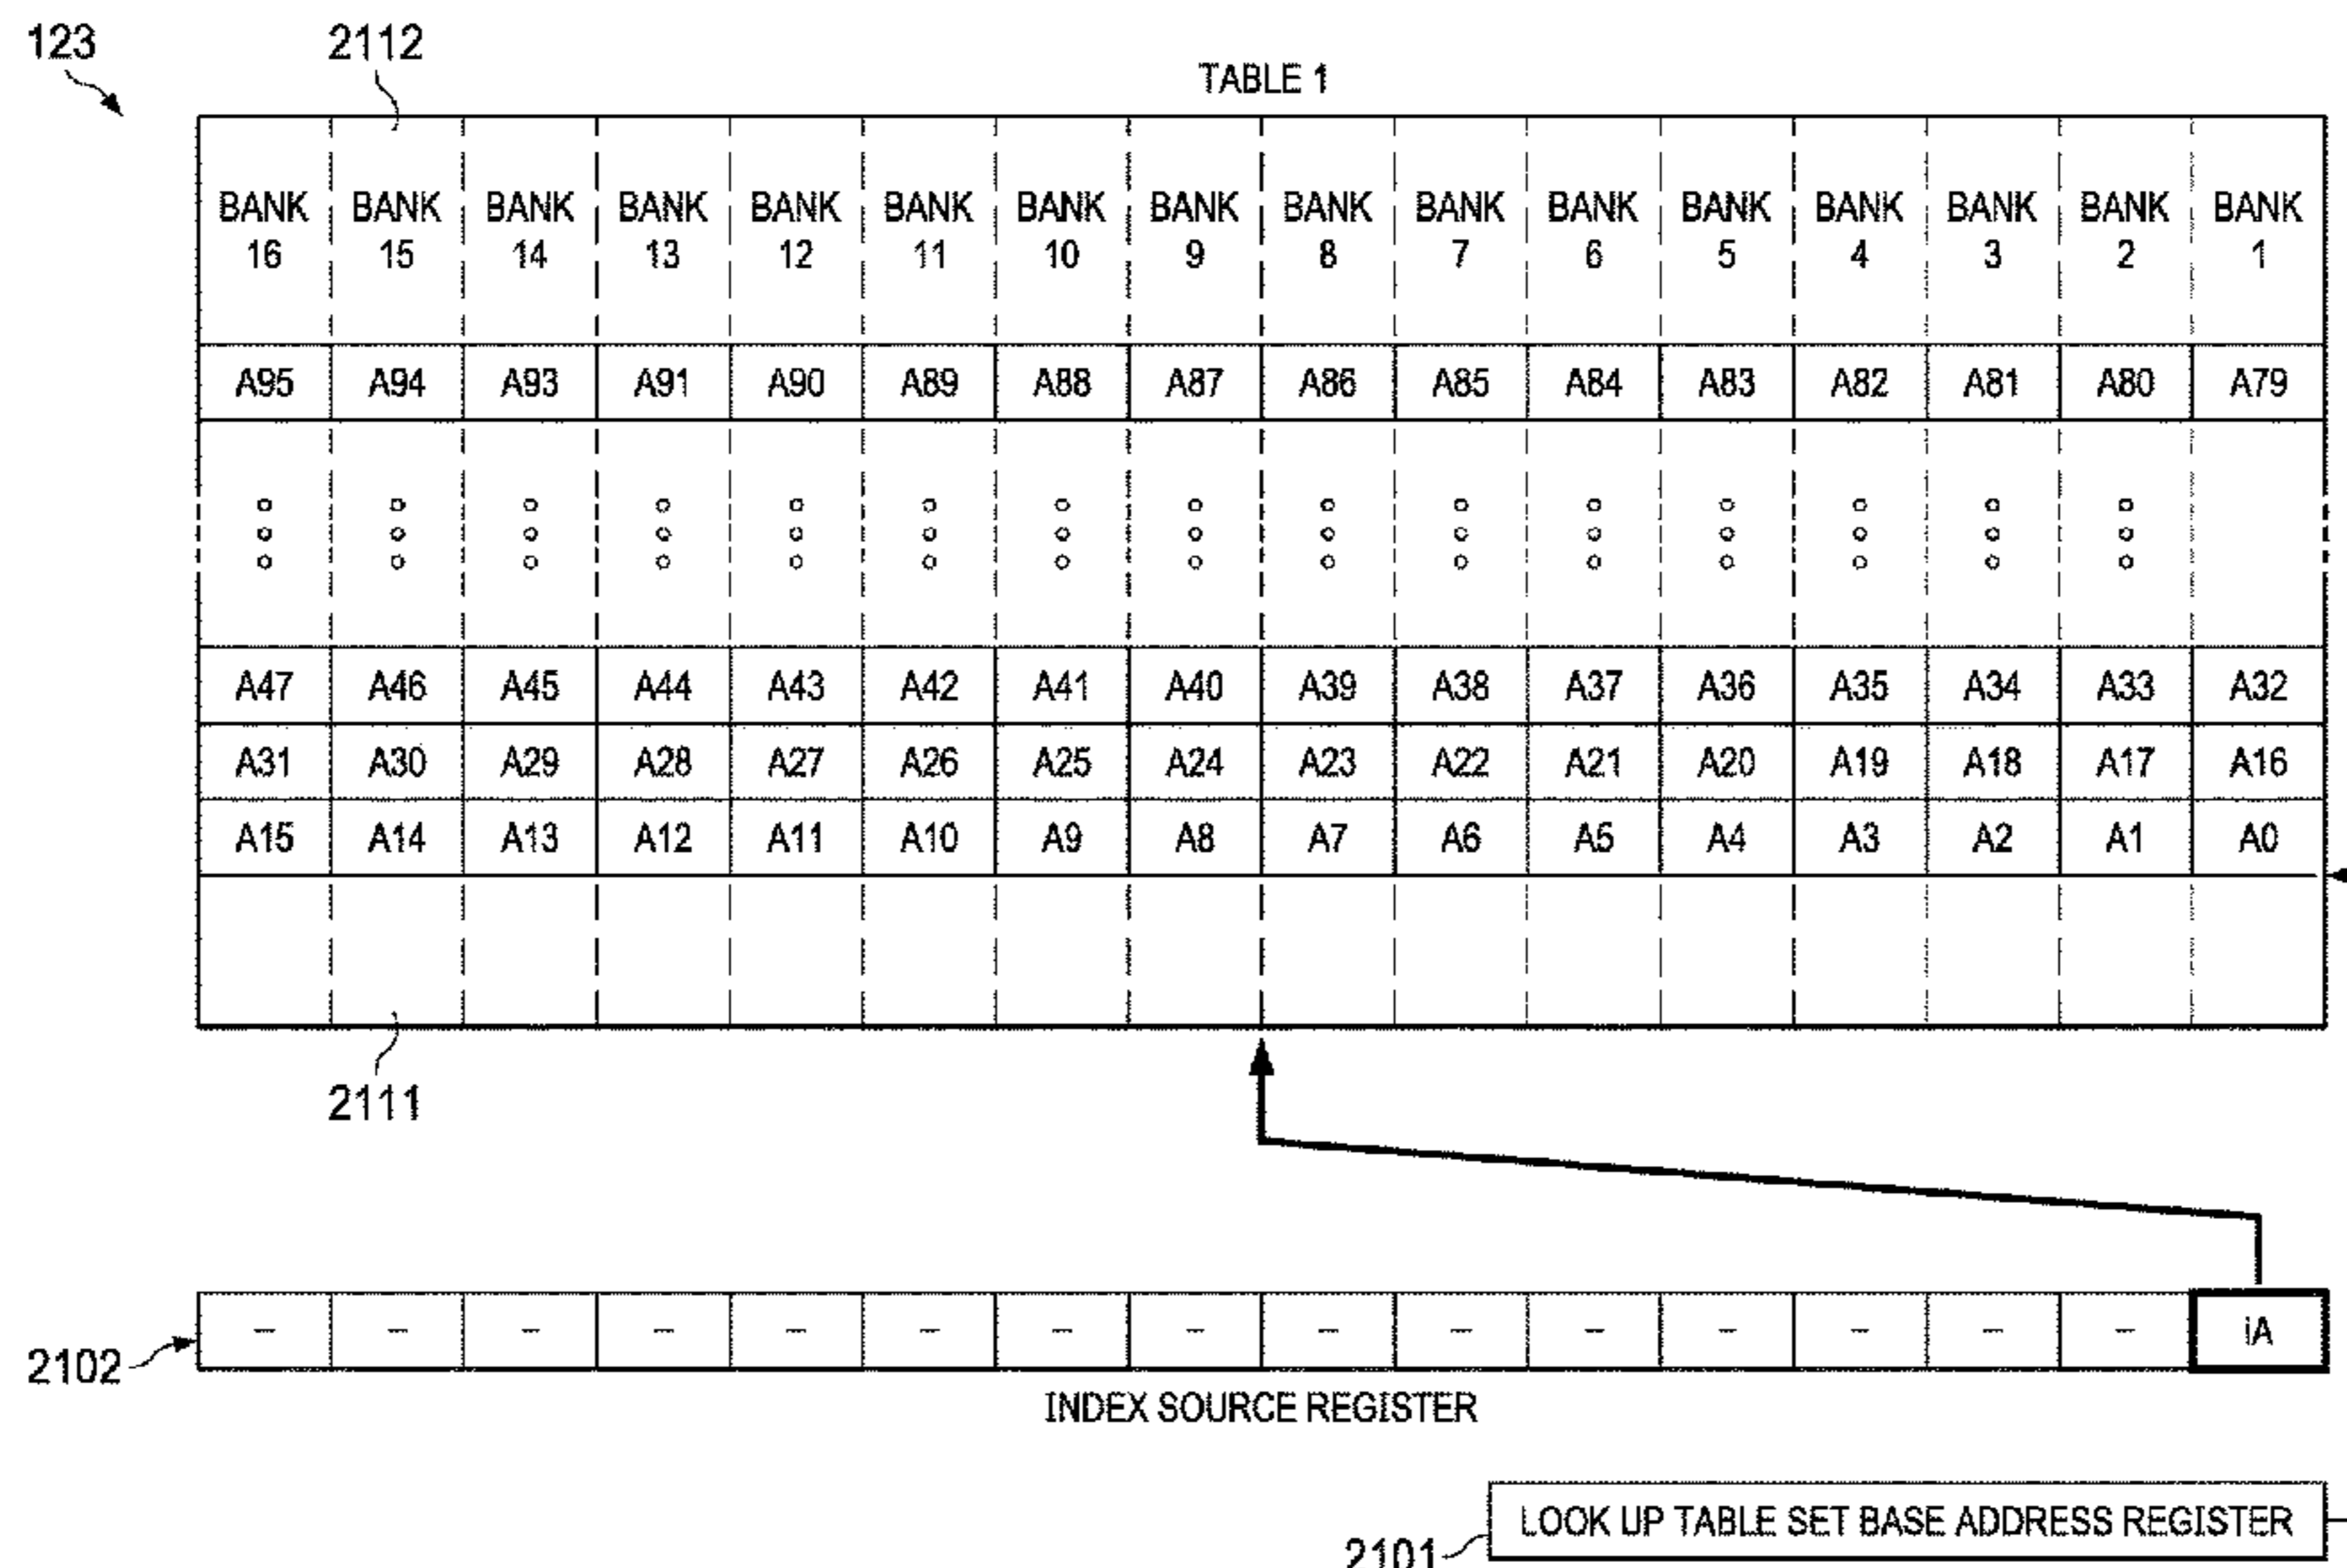 123
2112
TABLE 1
BANK 16 BANK 15 BANK 14 BANK 13 BANK 12 BANK 11 BANK 10 BANK 9 BANK 8 BANK 7 BANK 6 BANK 5 BANK 4 BANK 3 BANK 2 BANK 1
A95 A94 A93 A91 A90 A89 A88 A87 A86 A85 A84 A83 A82 A81 A80 A79
A47 A46 A45 A44 A43 A42 A41 A40 A39 A38 A37 A36 A35 A34 A33 A32
A31 A30 A29 A28 A27 A26 A25 A24 A23 A22 A21 A20 A19 A18 A17 A16
A15 A14 A13 A12 A11 A10 A9 A8 A7 A6 A5 A4 A3 A2 A1 A0
2111
2102
– – – – – – – – – – – – – – – iA
INDEX SOURCE REGISTER
LOOK UP TABLE SET BASE ADDRESS REGISTER
2101